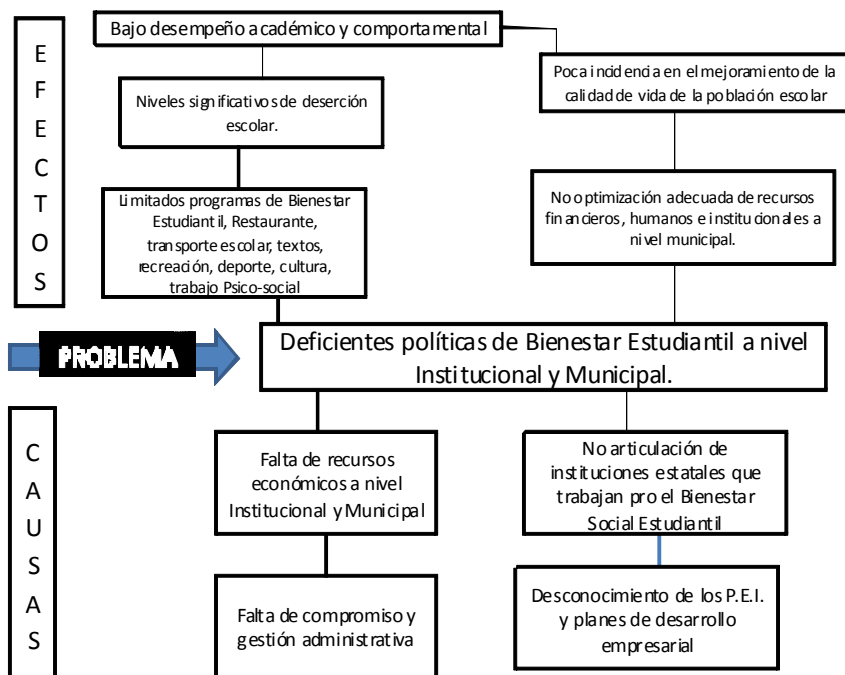 EFECTOS
Bajo desempeño académico y comportamental
Niveles significativos de deserción
escolar.
Poca incidencia en el mejoramiento de la
calidad de vida de la población escolar
Limitados programas de Bienestar
Estudiantil, Restaurante,
transporte escolar, textos,
recreación, deporte, cultura,
trabajo Psico-social
No optimización adecuada de recursos
financieros, humanos e institucionales a
nivel municipal.
PROBLEMA
Deficientes políticas de Bienestar Estudiantil a nivel
Institucional y Municipal.
CAUSAS
Falta de recursos
económicos a nivel
Institucional y Municipal
No articulación de
instituciones estatales que
trabajan pro el Bienestar
Social Estudiantil
Falta de compromiso y
gestión administrativa
Desconocimiento de los P.E.I.
y planes de desarrollo
empresarial